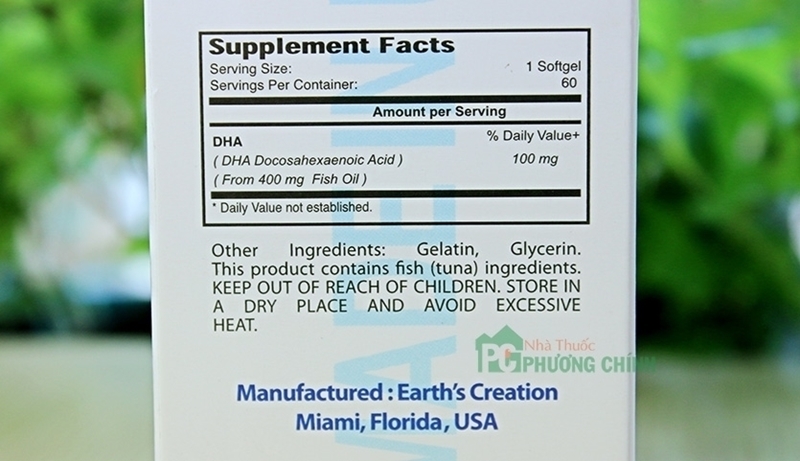 Supplement Facts
Serving Size: 1 Softgel
Servings Per Container: 60
Amount per Serving
% Daily Value+
DHA
( DHA Docosahexaenoic Acid ) 100 mg
( From 400 mg Fish Oil )
* Daily Value not established.
Other Ingredients: Gelatin, Glycerin.
This product contains fish (tuna) ingredients.
KEEP OUT OF REACH OF CHILDREN. STORE IN
A DRY PLACE AND AVOID EXCESSIVE
HEAT.
PC Nhà Thuốc
PHƯƠNG CHÍNH
Manufactured : Earth's Creation
Miami, Florida, USA